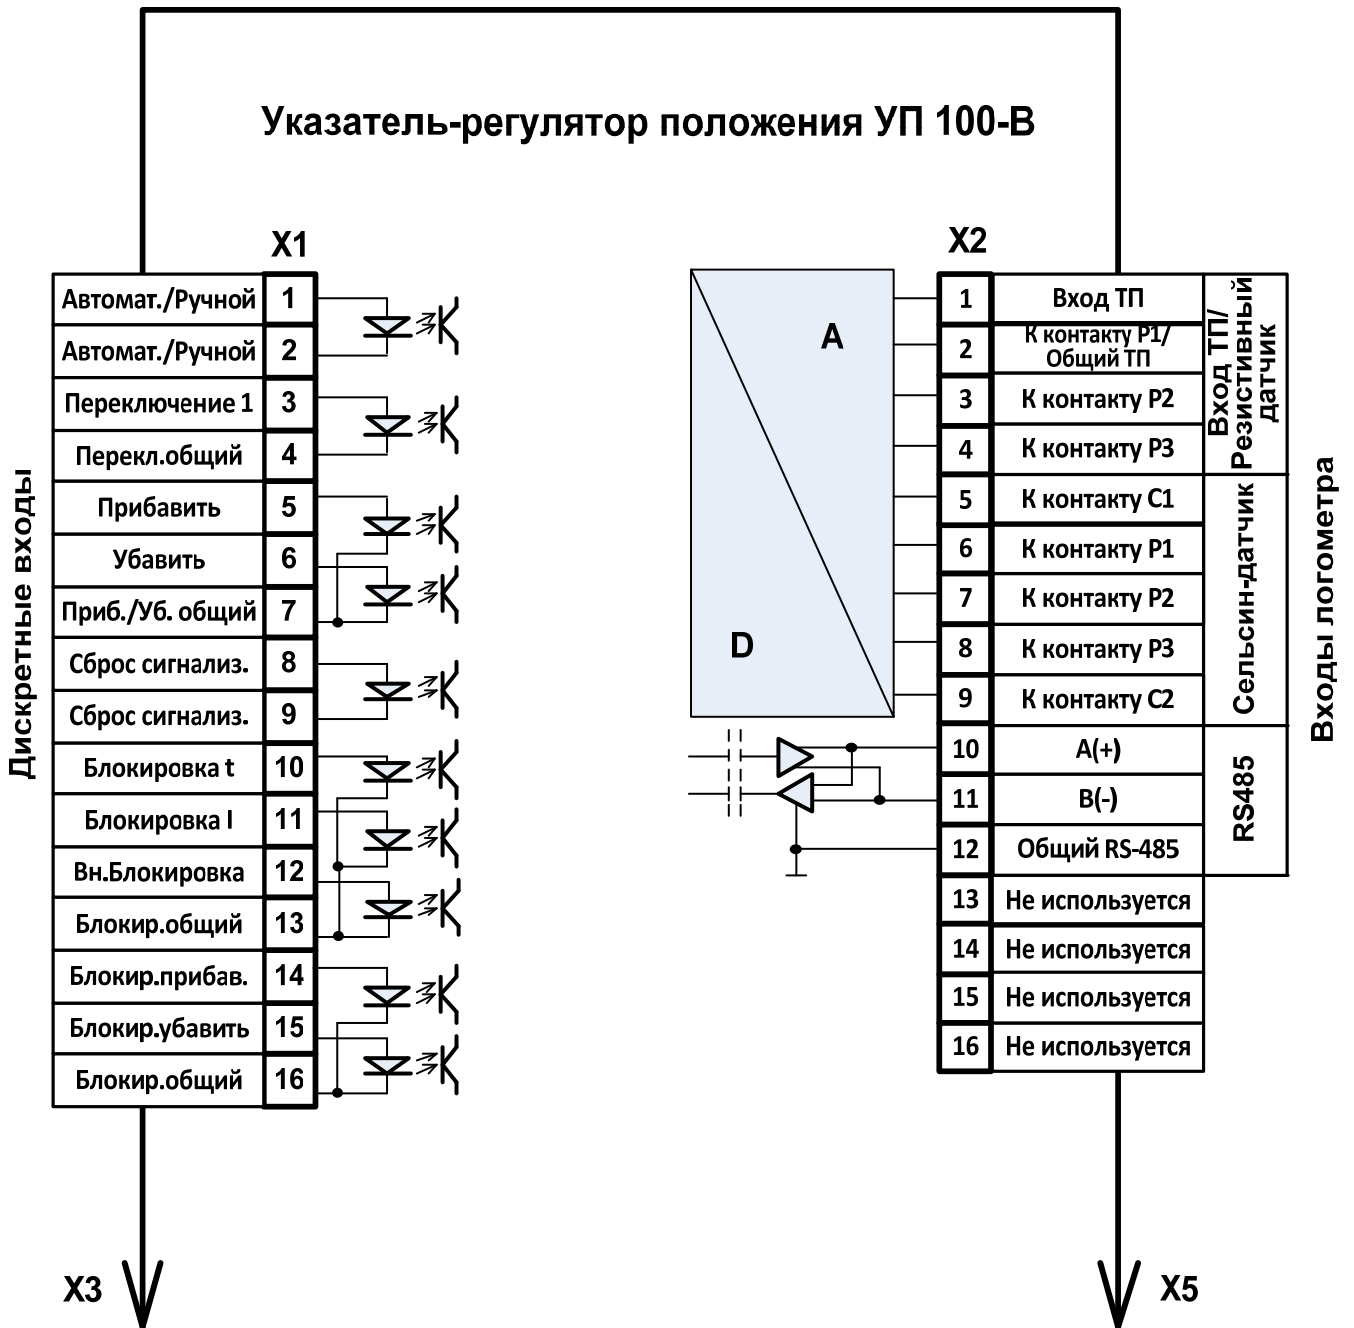 Указатель-регулятор положения УП 100-В
X1
Дискретные входы
Автомат./Ручной 1
Автомат./Ручной 2
Переключение 1 3
Перекл.общий 4
Прибавить 5
Убавить 6
Приб./Уб. общий 7
Сброс сигнализ. 8
Сброс сигнализ. 9
Блокировка t 10
Блокировка I 11
Вн.Блокировка 12
Блокир.общий 13
Блокир.прибав. 14
Блокир.убавить 15
Блокир.общий 16
X3
A
D
X2
1 Вход ТП
2 К контакту Р1/
Общий ТП
3 К контакту Р2
4 К контакту Р3
5 К контакту С1
6 К контакту Р1
7 К контакту Р2
8 К контакту Р3
9 К контакту С2
10 A(+)
11 B(-)
12 Общий RS-485
13 Не используется
14 Не используется
15 Не используется
16 Не используется
Вход ТП/
Резистивный
датчик
Сельсин-датчик
RS485
Входы логометра
X5